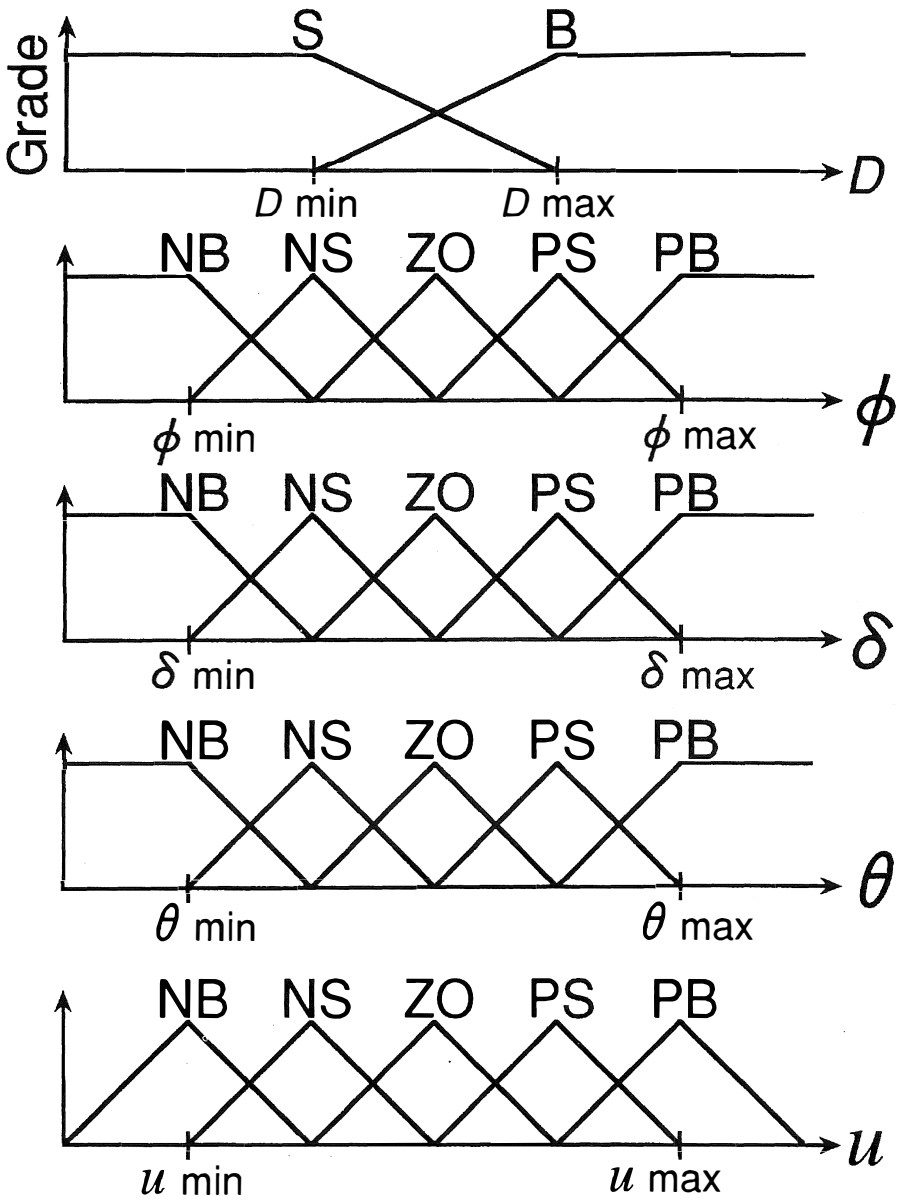 Grade
S B
D
D min D max
NB NS ZO PS PB
ϕ
ϕ min ϕ max
NB NS ZO PS PB
δ
δ min δ max
NB NS ZO PS PB
θ
θ min θ max
NB NS ZO PS PB
u
u min u max